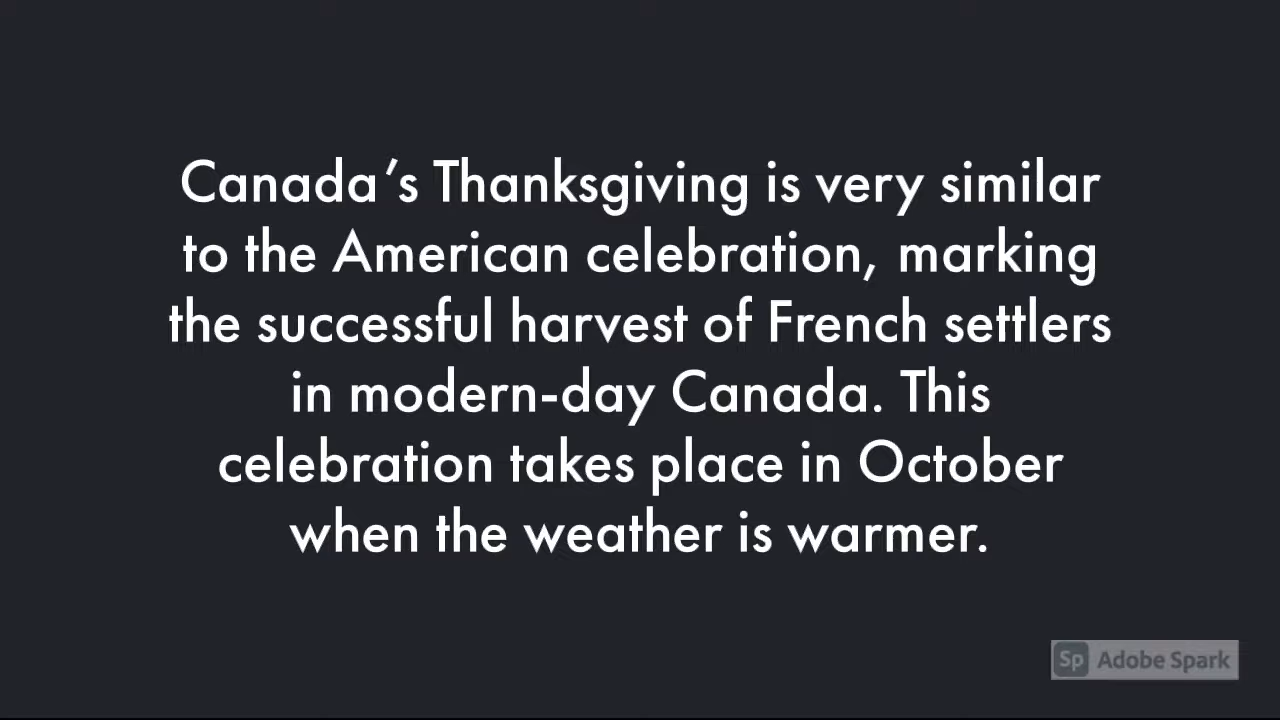 Canada’s Thanksgiving is very similar
to the American celebration, marking
the successful harvest of French settlers
in modern-day Canada. This
celebration takes place in October
when the weather is warmer.
Sp Adobe Spark